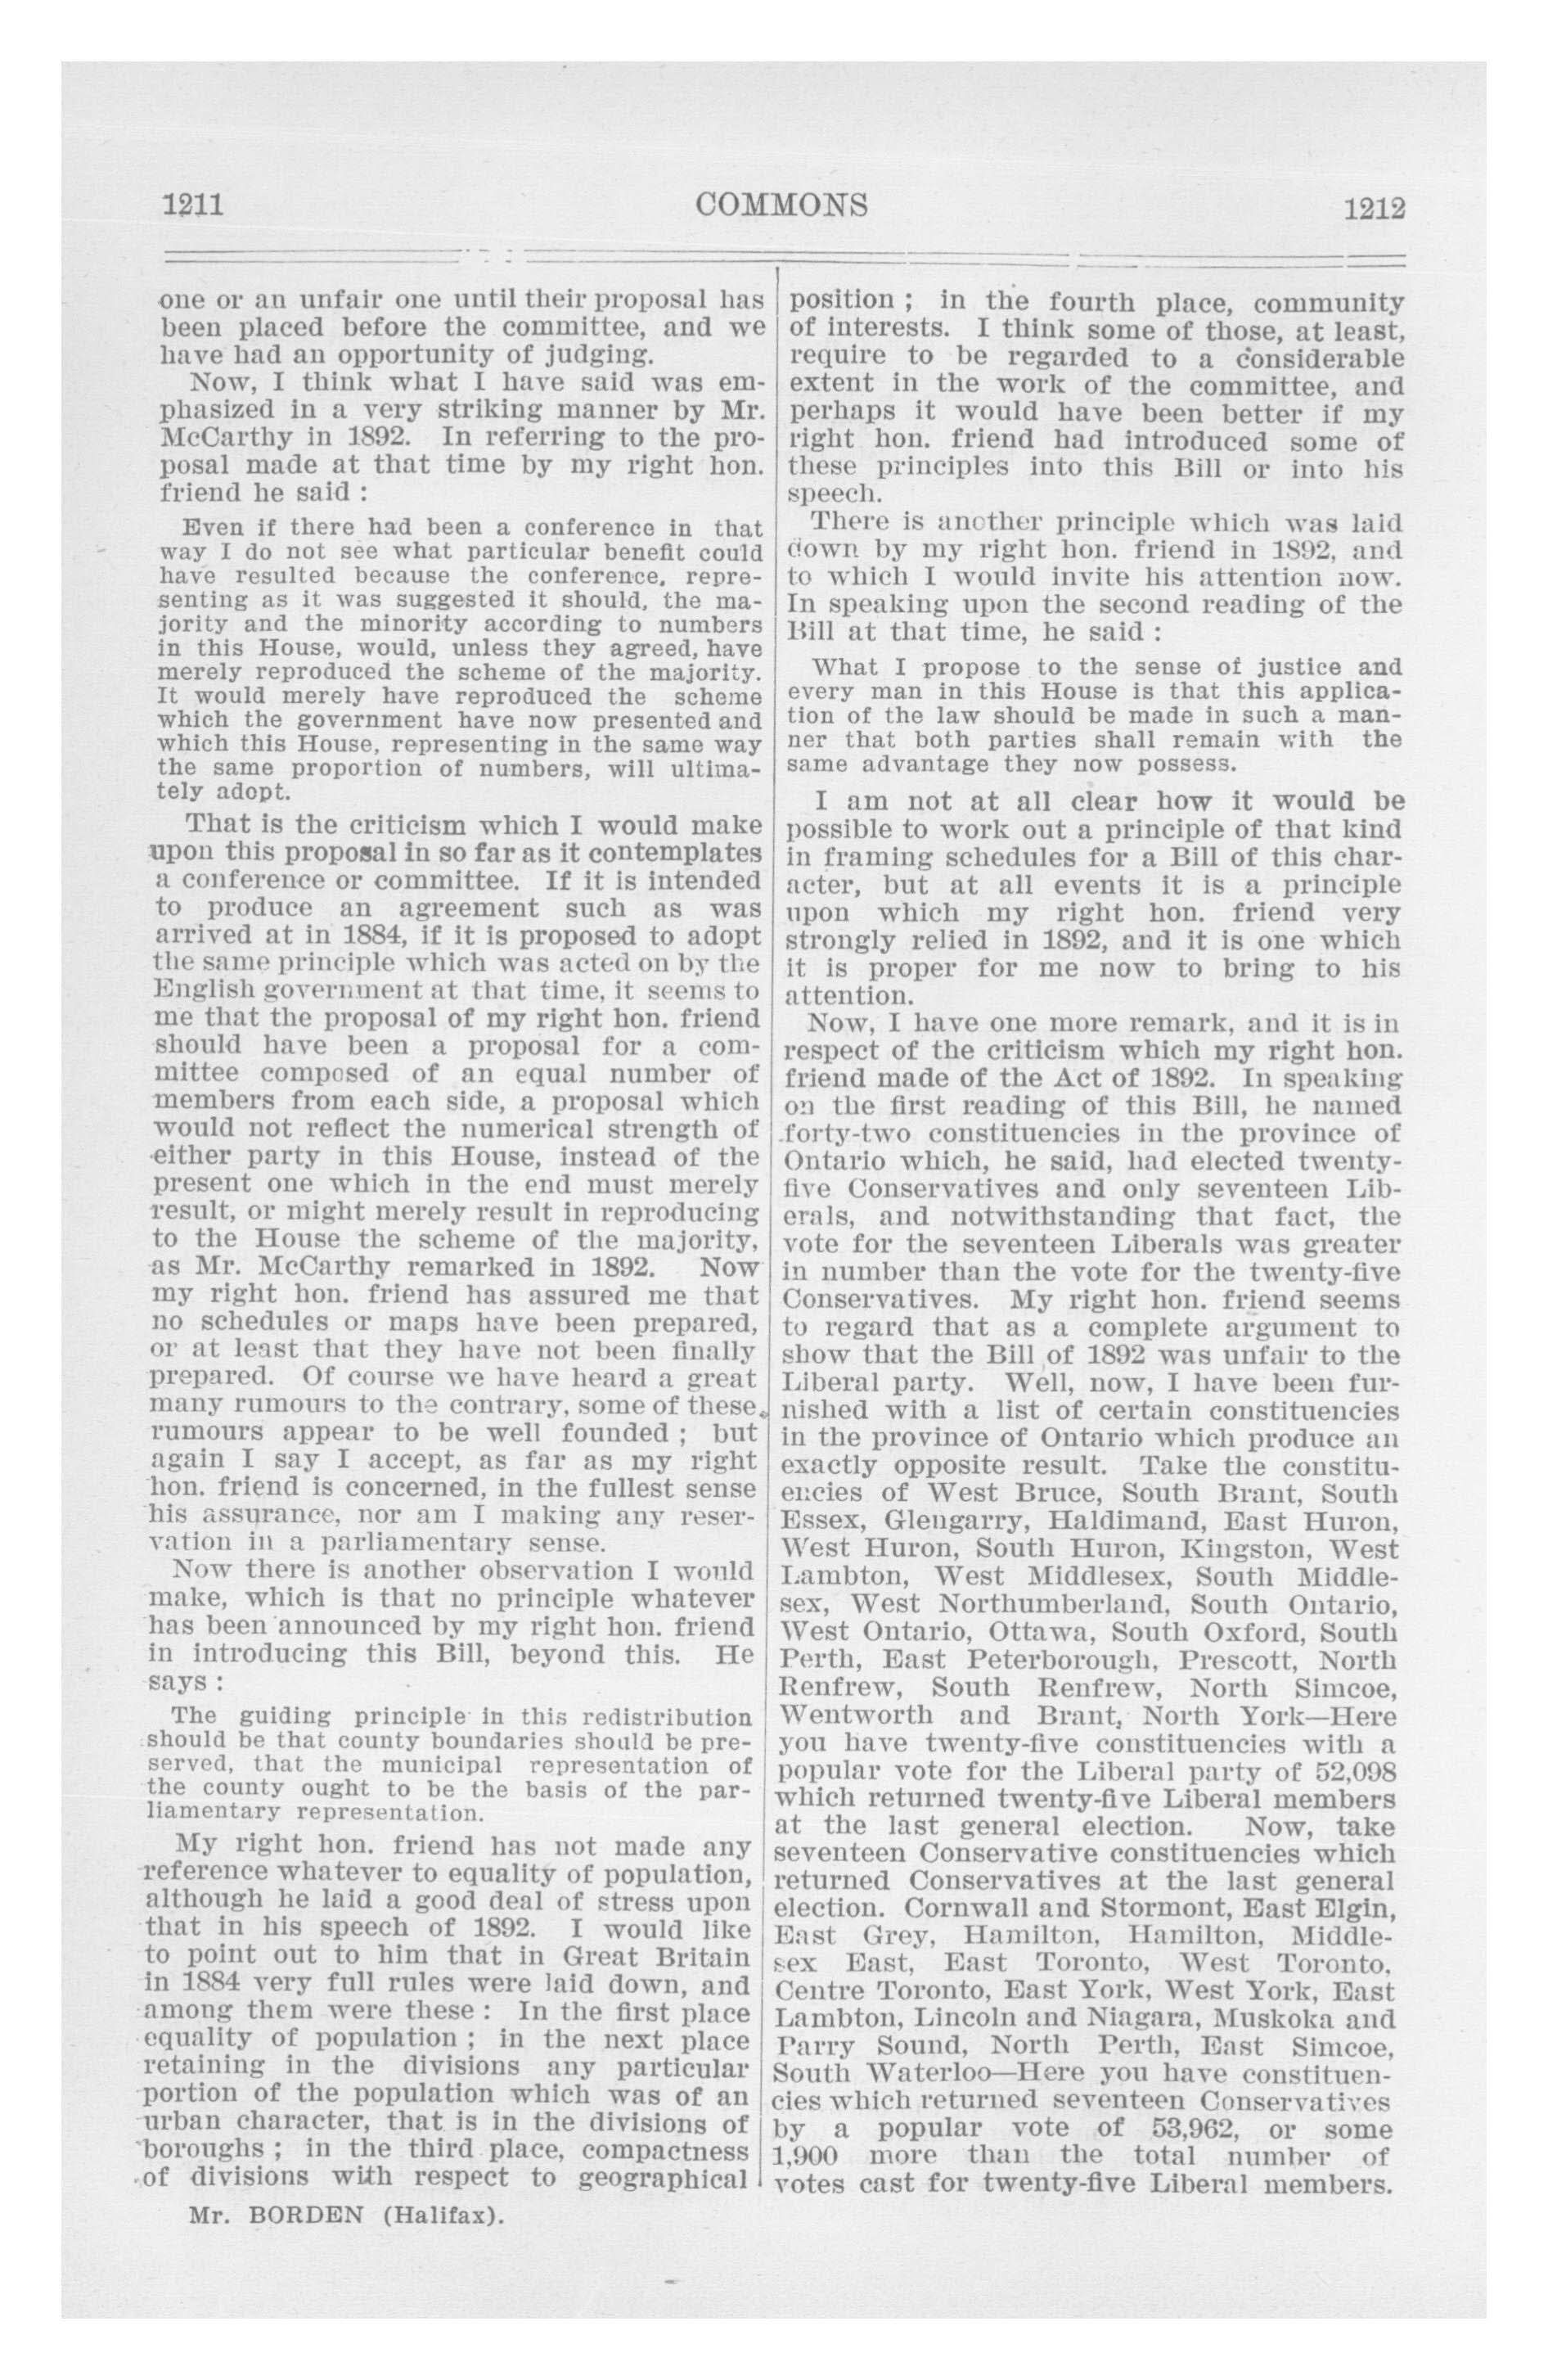 1211
COMMONS
1212
one or an unfair one until their proposal has
been placed before the committee, and we
have had an opportunity of judging.
Now, I think what I have said was em-
phasized in a very striking manner by Mr.
McCarthy in 1892. In referring to the pro-
posal made at that time by my right hon.
friend he said :
Even if there had been a conference in that
way I do not see what particular benefit could
have resulted because the conference, repre-
senting as it was suggested it should, the ma-
jority and the minority according to numbers
in this House, would, unless they agreed, have
merely reproduced the scheme of the majority.
It would merely have reproduced the scheme
which the government have now presented and
which this House, representing in the same way
the same proportion of numbers, will ultima-
tely adopt.
That is the criticism which I would make
upon this proposal in so far as it contemplates
a conference or committee. If it is intended
to produce an agreement such as was
arrived at in 1884, if it is proposed to adopt
the same principle which was acted on by the
English government at that time, it seems to
me that the proposal of my right hon. friend
should have been a proposal for a com-
mittee composed of an equal number of
members from each side, a proposal which
would not reflect the numerical strength of
either party in this House, instead of the
present one which in the end must merely
result, or might merely result in reproducing
to the House the scheme of the majority,
as Mr. McCarthy remarked in 1892. Now
my right hon. friend has assured me that
no schedules or maps have been prepared,
or at least that they have not been finally
prepared. Of course we have heard a great
many rumours to the contrary, some of these
rumours appear to be well founded ; but
again I say I accept, as far as my right
hon. friend is concerned, in the fullest sense
his assurance, nor am I making any reser-
vation in a parliamentary sense.
Now there is another observation I would
make, which is that no principle whatever
has been announced by my right hon. friend
in introducing this Bill, beyond this. He
says :
The guiding principle in this redistribution
should be that county boundaries should be pre-
served, that the municipal representation of
the county ought to be the basis of the par-
liamentary representation.
My right hon. friend has not made any
reference whatever to equality of population,
although he laid a good deal of stress upon
that in his speech of 1892. I would like
to point out to him that in Great Britain
in 1884 very full rules were laid down, and
among them were these : In the first place
equality of population ; in the next place
retaining in the divisions any particular
portion of the population which was of an
urban character, that is in the divisions of
boroughs ; in the third place, compactness
of divisions with respect to geographical
Mr. BORDEN (Halifax).
position ; in the fourth place, community
of interests. I think some of those, at least,
require to be regarded to a considerable
extent in the work of the committee, and
perhaps it would have been better if my
right hon. friend had introduced some of
these principles into this Bill or into his
speech.
There is another principle which was laid
down by my right hon. friend in 1892, and
to which I would invite his attention now.
In speaking upon the second reading of the
Bill at that time, he said :
What I propose to the sense of justice and
every man in this House is that this applica-
tion of the law should be made in such a man-
ner that both parties shall remain with the
same advantage they now possess.
I am not at all clear how it would be
possible to work out a principle of that kind
in framing schedules for a Bill of this char-
acter, but at all events it is a principle
upon which my right hon. friend very
strongly relied in 1892, and it is one which
it is proper for me now to bring to his
attention.
Now, I have one more remark, and it is in
respect of the criticism which my right hon.
friend made of the Act of 1892. In speaking
on the first reading of this Bill, he named
forty-two constituencies in the province of
Ontario which, he said, had elected twenty-
five Conservatives and only seventeen Lib-
erals, and notwithstanding that fact, the
vote for the seventeen Liberals was greater
in number than the vote for the twenty-five
Conservatives. My right hon. friend seems
to regard that as a complete argument to
show that the Bill of 1892 was unfair to the
Liberal party. Well, now, I have been fur-
nished with a list of certain constituencies
in the province of Ontario which produce an
exactly opposite result. Take the constitu-
encies of West Bruce, South Brant, South
Essex, Glengarry, Haldimand, East Huron,
West Huron, South Huron, Kingston, West
Lambton, West Middlesex, South Middle-
sex, West Northumberland, South Ontario,
West Ontario, Ottawa, South Oxford, South
Perth, East Peterborough, Prescott, North
Renfrew, South Renfrew, North Simcoe,
Wentworth and Brant, North York—Here
you have twenty-five constituencies with a
popular vote for the Liberal party of 52,098
which returned twenty-five Liberal members
at the last general election. Now, take
seventeen Conservative constituencies which
returned Conservatives at the last general
election. Cornwall and Stormont, East Elgin,
East Grey, Hamilton, Hamilton, Middle-
sex East, East Toronto, West Toronto,
Centre Toronto, East York, West York, East
Lambton, Lincoln and Niagara, Muskoka and
Parry Sound, North Perth, East Simcoe,
South Waterloo—Here you have constituen-
cies which returned seventeen Conservatives
by a popular vote of 53,962, or some
1,900 more than the total number of
votes cast for twenty-five Liberal members.